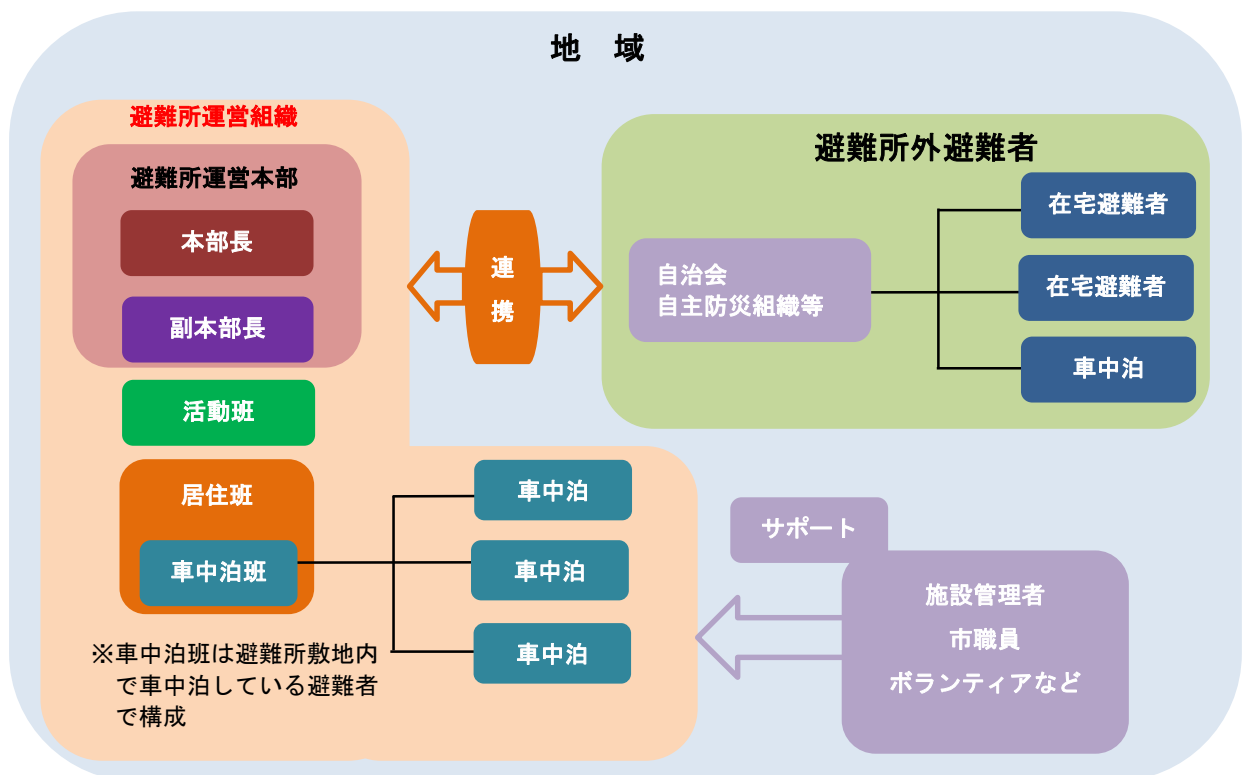 地　域
避難所運営組織
避難所運営本部
本部長
副本部長
活動班
居住班
車中泊班
※車中泊班は避難所敷地内
で車中泊している避難者
で構成
車中泊
車中泊
車中泊
連
携
避難所外避難者
自治会
自主防災組織等
在宅避難者
在宅避難者
車中泊
サポート
施設管理者
市職員
ボランティアなど